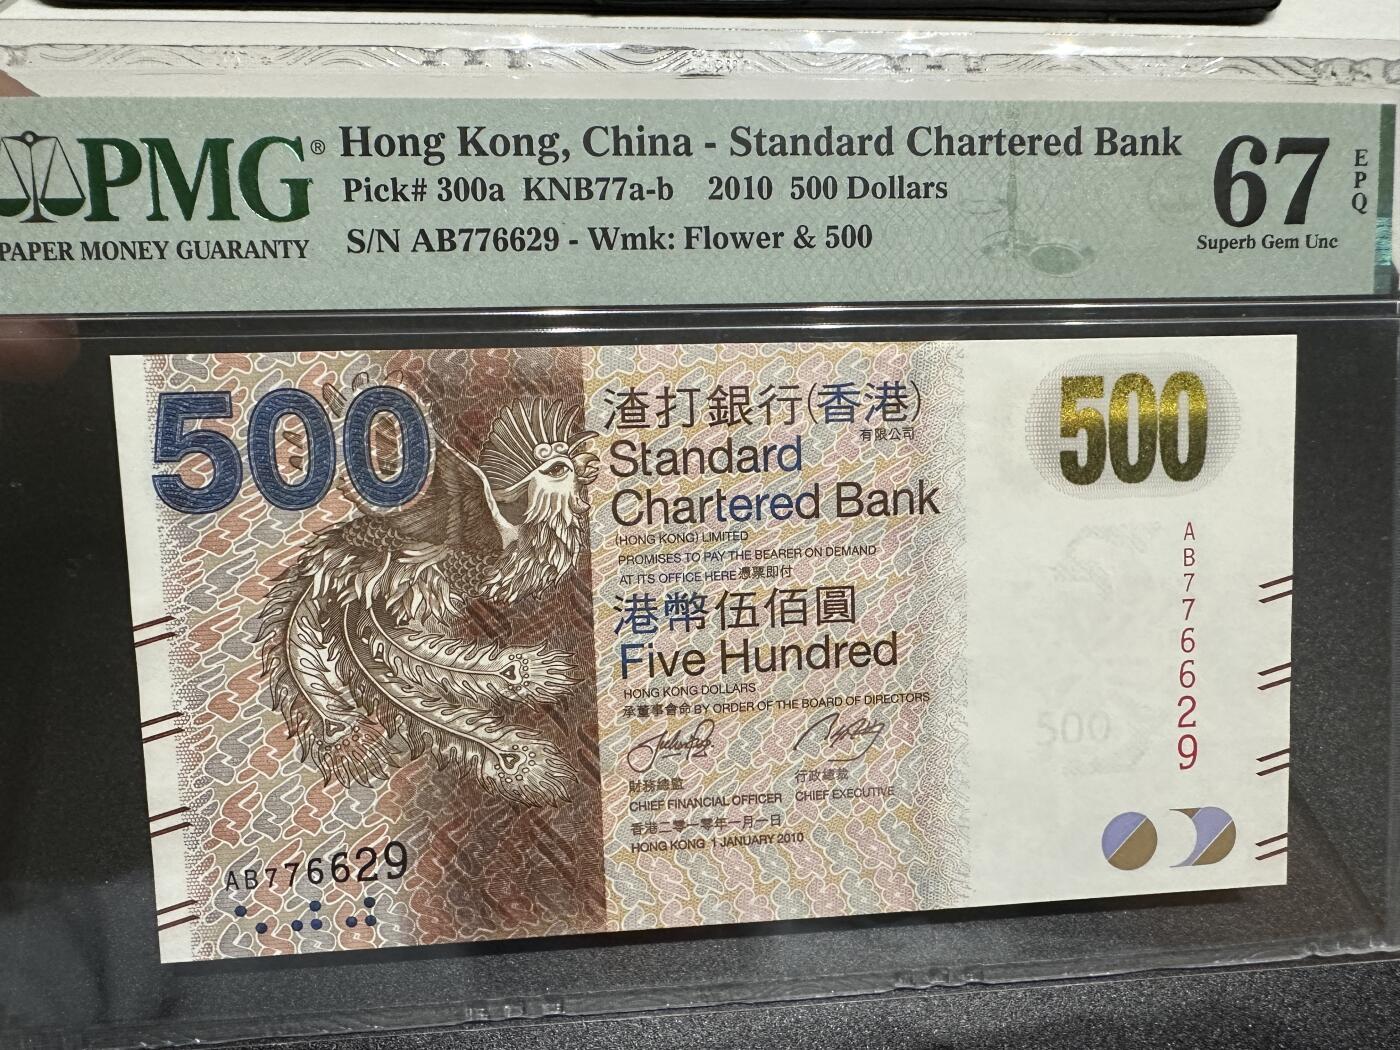 PMG®
PAPER MONEY GUARANTY
Hong Kong, China - Standard Chartered Bank
Pick# 300a KNB77a-b 2010 500 Dollars
S/N AB776629 - Wmk: Flower & 500
67
EPQ
Superb Gem Unc
500
渣打銀行(香港)
有限公司
Standard
Chartered Bank
(HONG KONG) LIMITED
PROMISES TO PAY THE BEARER ON DEMAND
AT ITS OFFICE HERE 憑票即付
港幣伍佰圓
Five Hundred
HONG KONG DOLLARS
承董事會命 BY ORDER OF THE BOARD OF DIRECTORS
財務總監
CHIEF FINANCIAL OFFICER
行政總裁
CHIEF EXECUTIVE
香港二零一零年一月一日
HONG KONG 1 JANUARY 2010
AB776629
500
AB776629
500